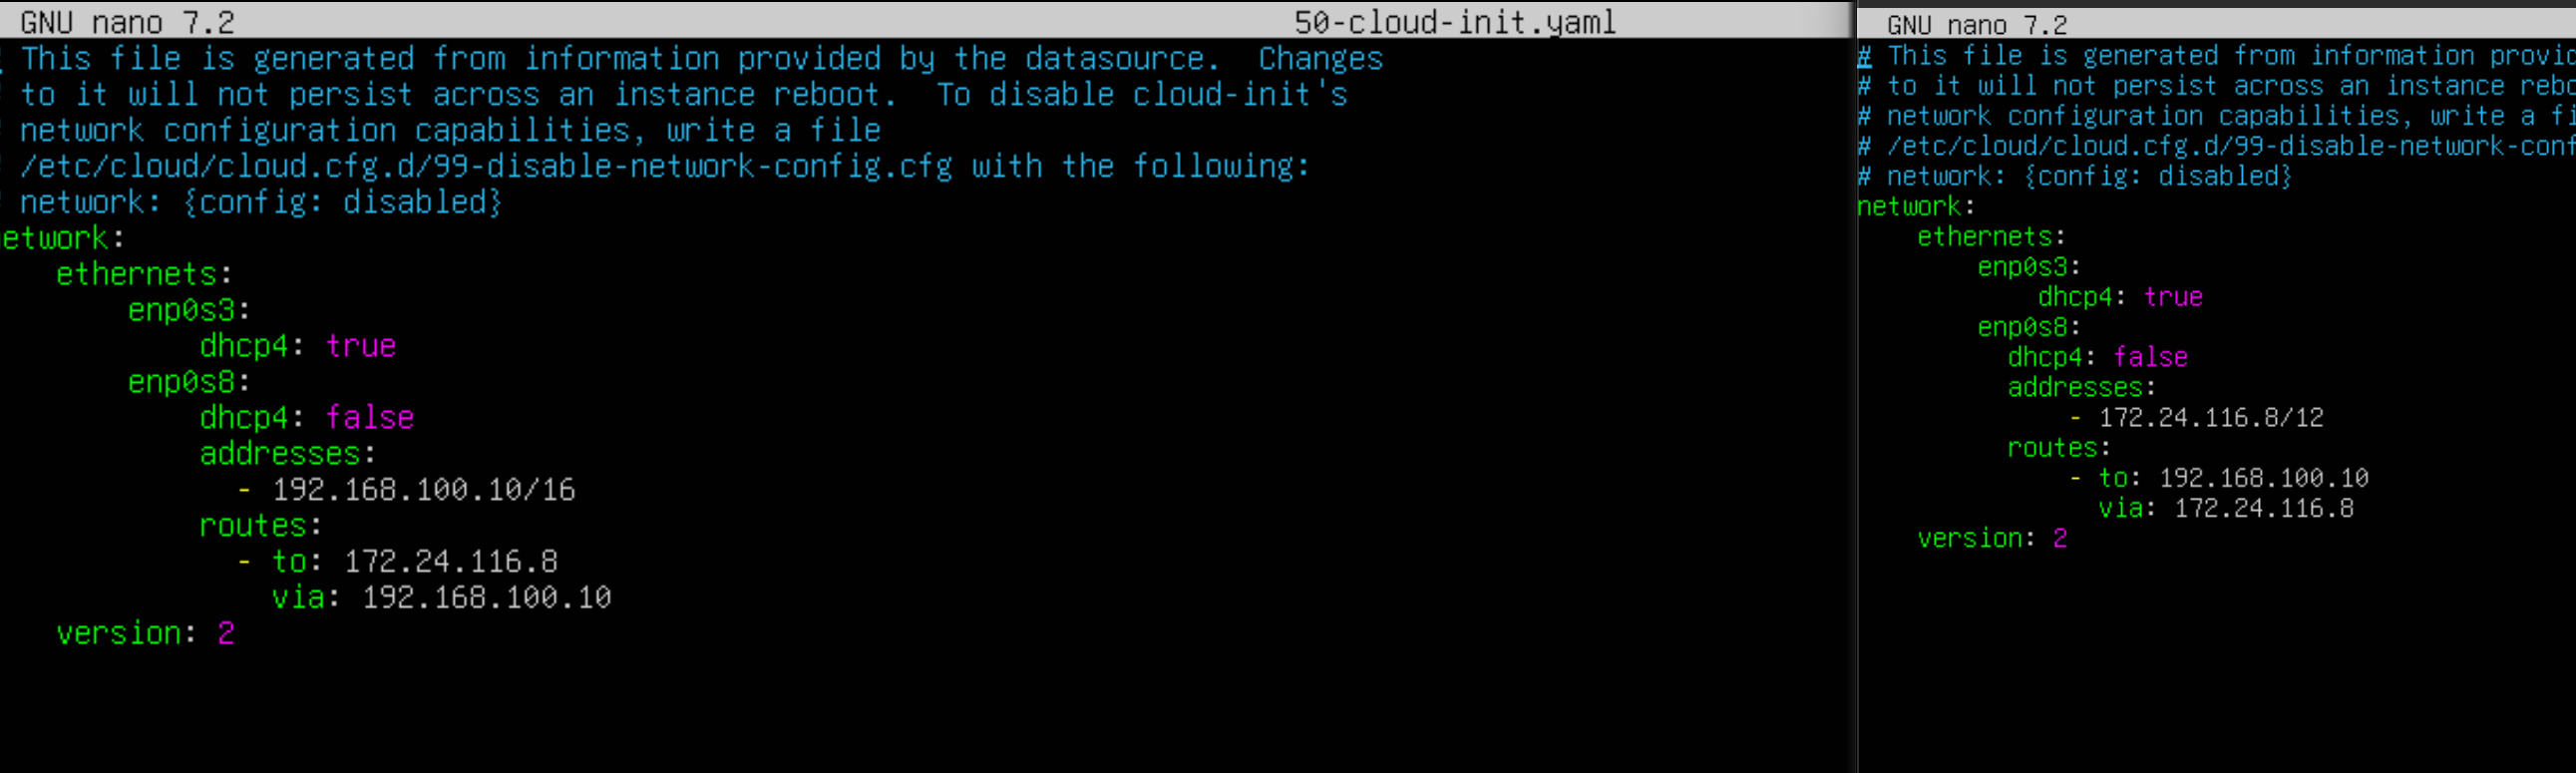 GNU nano 7.2 50-cloud-init.yaml
This file is generated from information provided by the datasource.  Changes
to it will not persist across an instance reboot.  To disable cloud-init's
network configuration capabilities, write a file
/etc/cloud/cloud.cfg.d/99-disable-network-config.cfg with the following:
network: {config: disabled}
etwork:
    ethernets:
        enp0s3:
            dhcp4: true
        enp0s8:
            dhcp4: false
            addresses:
              - 192.168.100.10/16
            routes:
              - to: 172.24.116.8
                via: 192.168.100.10
    version: 2
GNU nano 7.2
# This file is generated from information provid
# to it will not persist across an instance rebo
# network configuration capabilities, write a fi
# /etc/cloud/cloud.cfg.d/99-disable-network-conf
# network: {config: disabled}
network:
    ethernets:
        enp0s3:
            dhcp4: true
        enp0s8:
          dhcp4: false
          addresses:
              - 172.24.116.8/12
          routes:
              - to: 192.168.100.10
                via: 172.24.116.8
    version: 2